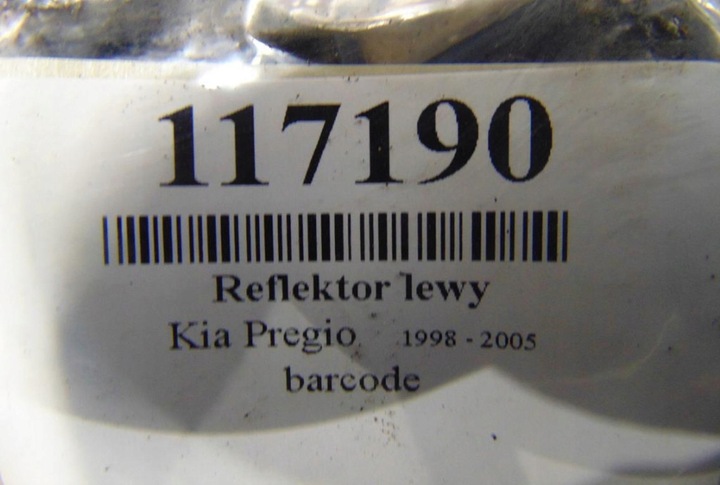 117190
Reflektor lewy
Kia Pregio 1998 - 2005
barcode